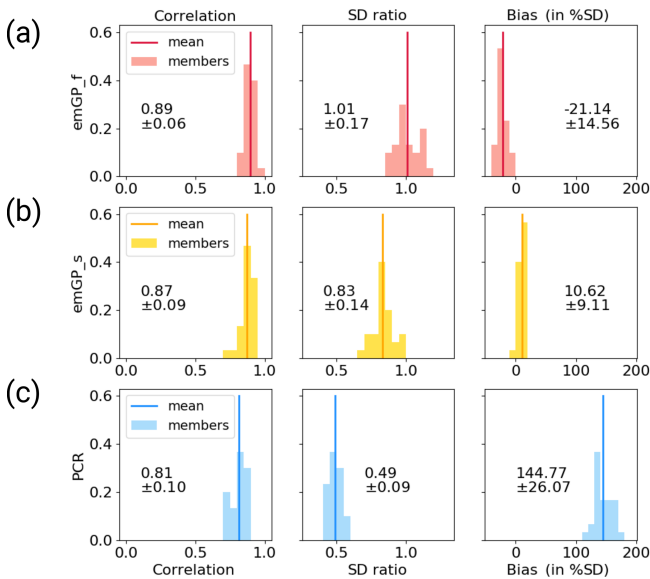 (a)
Correlation SD ratio Bias (in %SD)
emGP_f
0.6
0.4
0.2
0.0
mean
members
0.89
±0.06
1.01
±0.17
-21.14
±14.56
0.0 0.5 1.0 0.5 1.0 0 100 200
(b)
emGP_s
0.6
0.4
0.2
0.0
mean
members
0.87
±0.09
0.83
±0.14
10.62
±9.11
0.0 0.5 1.0 0.5 1.0 0 100 200
(c)
PCR
0.6
0.4
0.2
0.0
mean
members
0.81
±0.10
0.49
±0.09
144.77
±26.07
0.0 0.5 1.0 0.5 1.0 0 100 200
Correlation SD ratio Bias (in %SD)